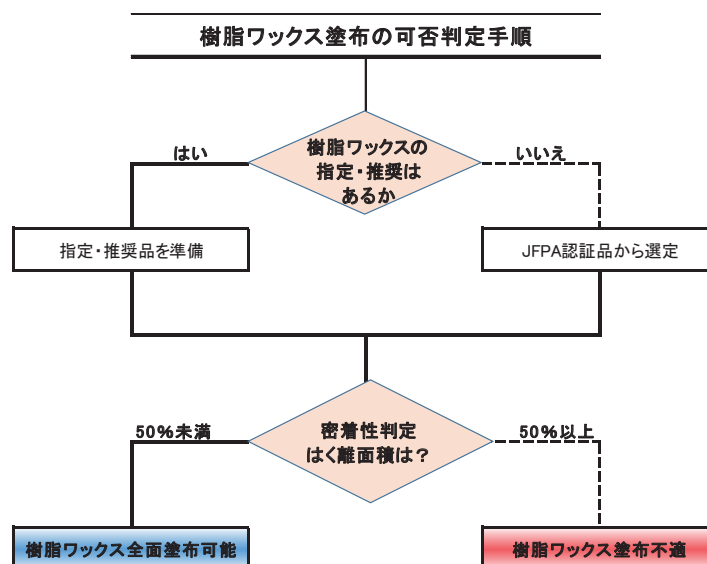 樹脂ワックス塗布の可否判定手順
樹脂ワックスの
指定・推奨は
あるか
はい
いいえ
指定・推奨品を準備
JFPA認証品から選定
密着性判定
はく離面積は?
50%未満
50%以上
樹脂ワックス全面塗布可能
樹脂ワックス塗布不適